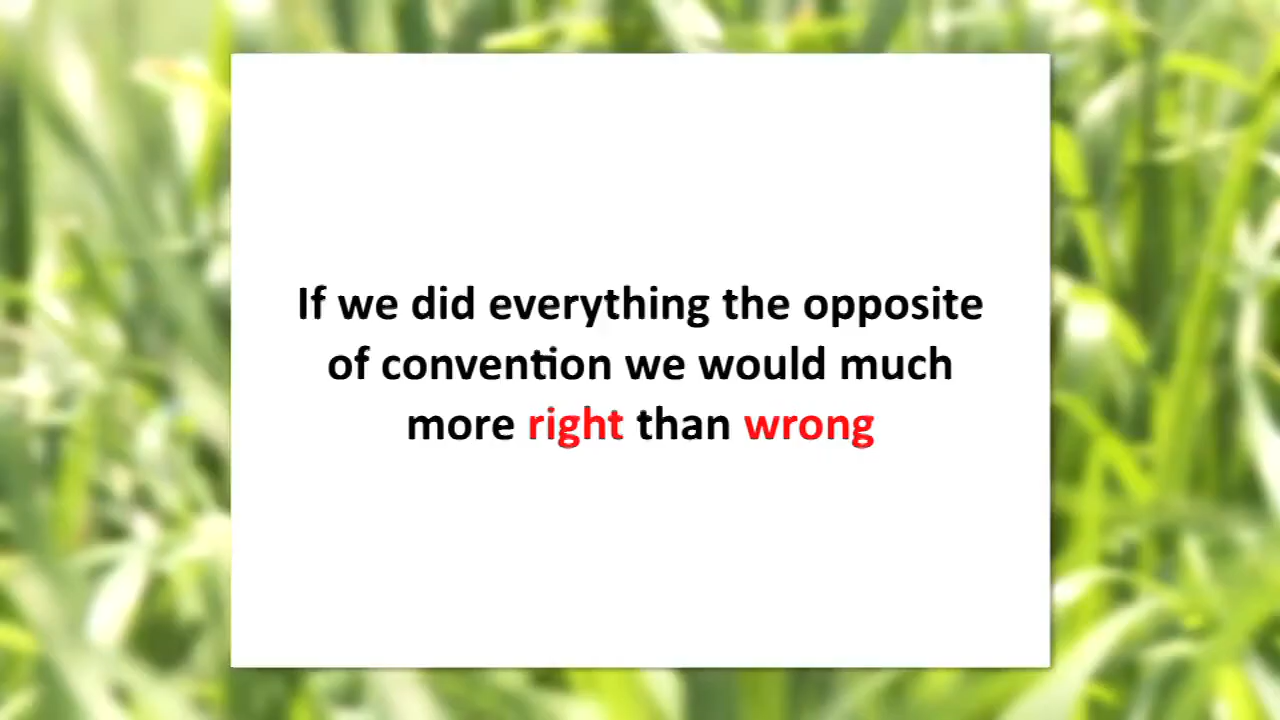 If we did everything the opposite
of convention we would much
more right than wrong